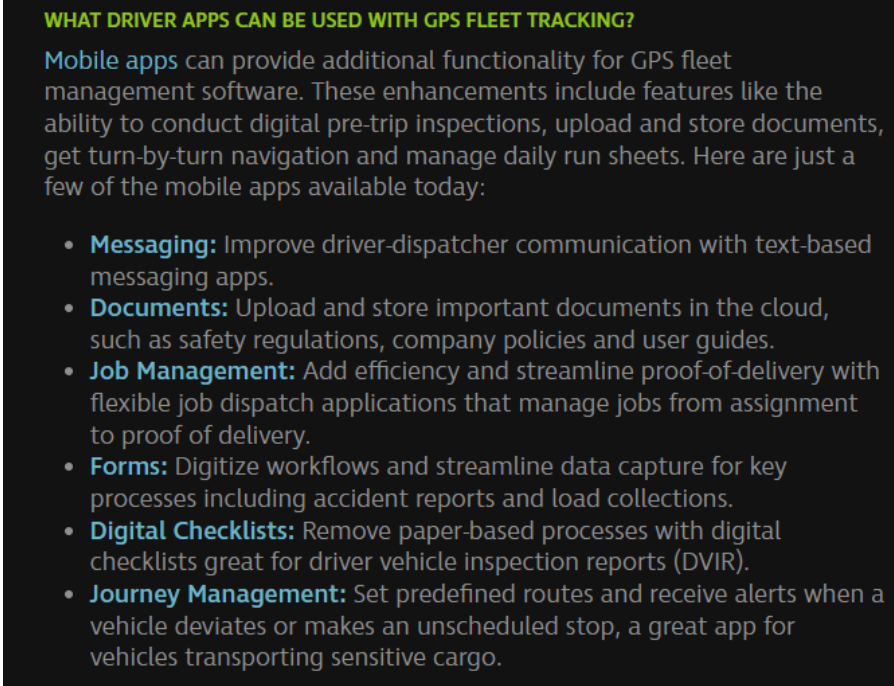 WHAT DRIVER APPS CAN BE USED WITH GPS FLEET TRACKING?
Mobile apps can provide additional functionality for GPS fleet
management software. These enhancements include features like the
ability to conduct digital pre-trip inspections, upload and store documents,
get turn-by-turn navigation and manage daily run sheets. Here are just a
few of the mobile apps available today:
• Messaging: Improve driver-dispatcher communication with text-based
messaging apps.
• Documents: Upload and store important documents in the cloud,
such as safety regulations, company policies and user guides.
• Job Management: Add efficiency and streamline proof-of-delivery with
flexible job dispatch applications that manage jobs from assignment
to proof of delivery.
• Forms: Digitize workflows and streamline data capture for key
processes including accident reports and load collections.
• Digital Checklists: Remove paper-based processes with digital
checklists great for driver vehicle inspection reports (DVIR).
• Journey Management: Set predefined routes and receive alerts when a
vehicle deviates or makes an unscheduled stop, a great app for
vehicles transporting sensitive cargo.